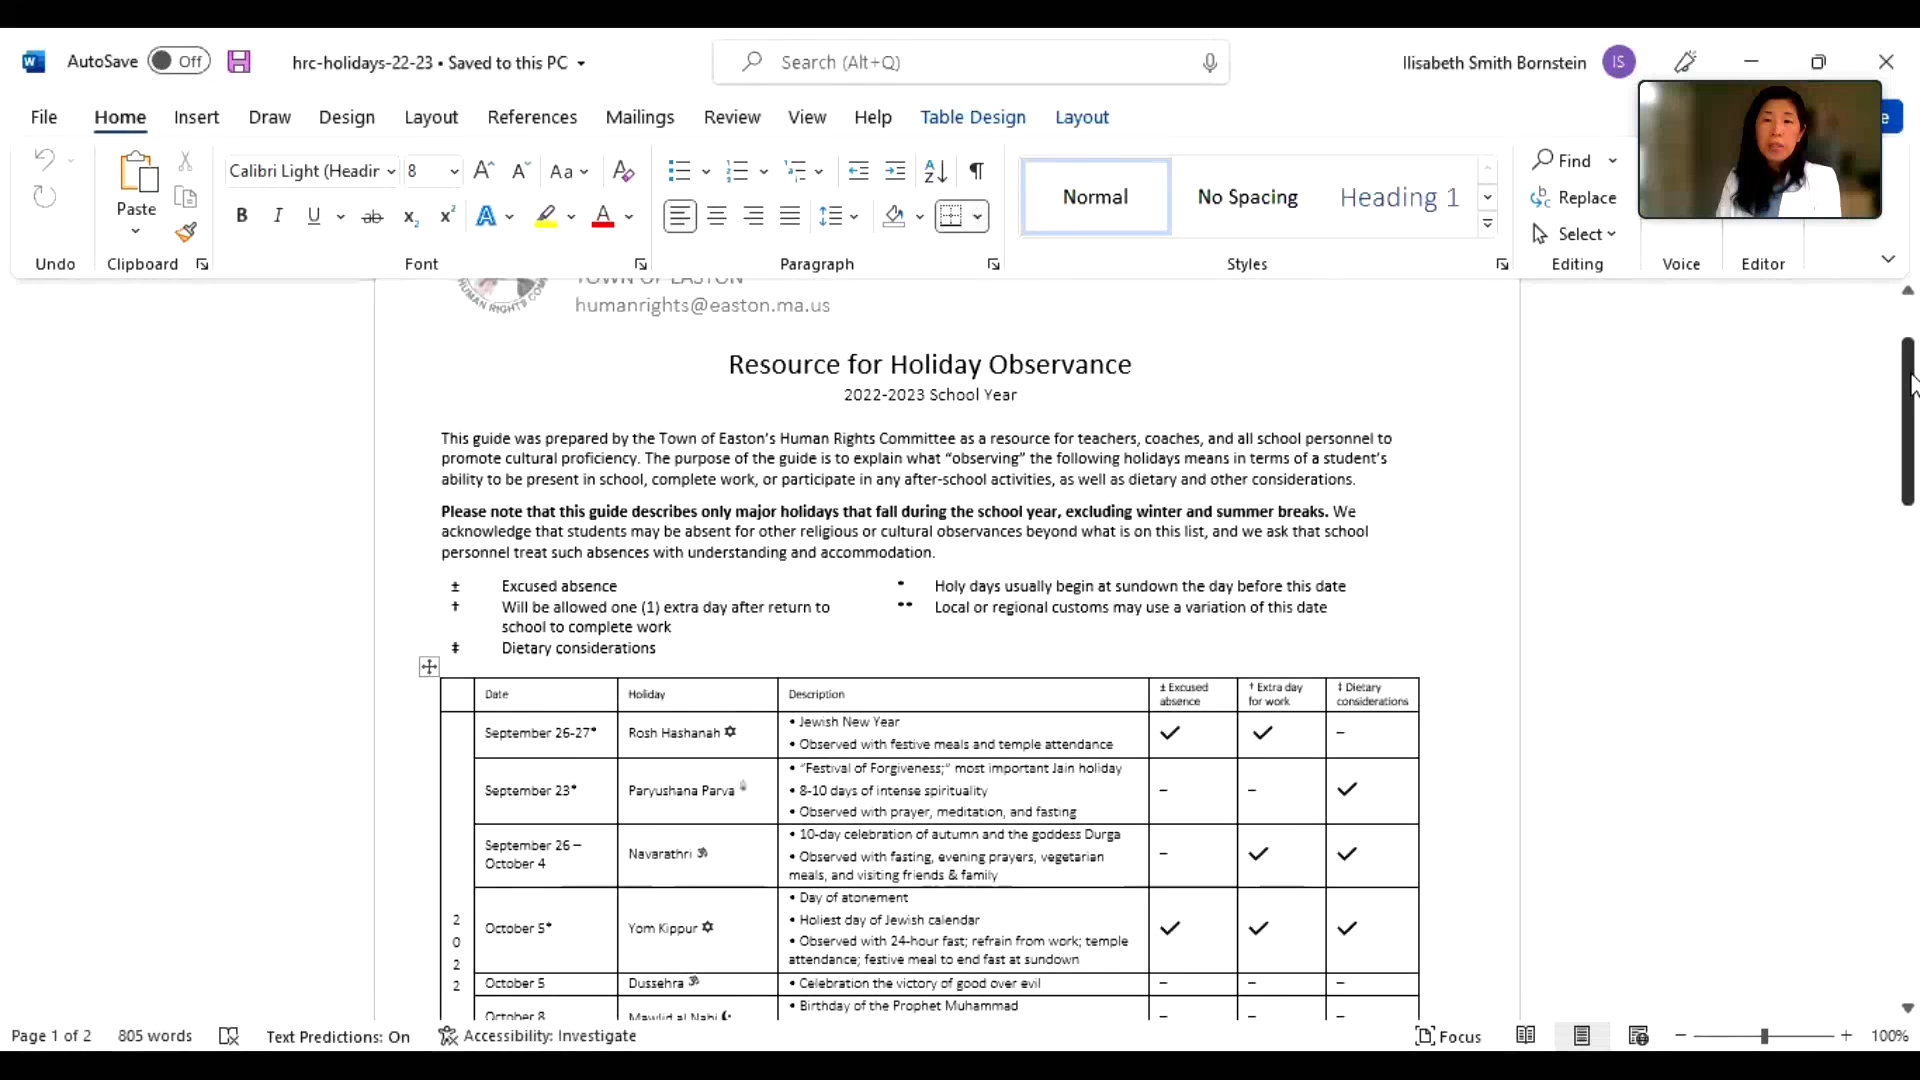 AutoSave Off hrc-holidays-22-23 • Saved to this PC Search (Alt+Q) Ilisabeth Smith Bornstein IS
File Home Insert Draw Design Layout References Mailings Review View Help Table Design Layout
Calibri Light (Headir 8 Aa Find
Paste Normal No Spacing Heading 1 Replace
B I U ab x₂ x² A A Select
Undo Clipboard Font Paragraph Styles Editing Voice Editor
HUMAN RIGHTS COM
TOWN OF EASTON
humanrights@easton.ma.us
Resource for Holiday Observance
2022-2023 School Year
This guide was prepared by the Town of Easton's Human Rights Committee as a resource for teachers, coaches, and all school personnel to
promote cultural proficiency. The purpose of the guide is to explain what “observing” the following holidays means in terms of a student's
ability to be present in school, complete work, or participate in any after-school activities, as well as dietary and other considerations.
Please note that this guide describes only major holidays that fall during the school year, excluding winter and summer breaks. We
acknowledge that students may be absent for other religious or cultural observances beyond what is on this list, and we ask that school
personnel treat such absences with understanding and accommodation.
± Excused absence
† Will be allowed one (1) extra day after return to
school to complete work
‡ Dietary considerations
* Holy days usually begin at sundown the day before this date
** Local or regional customs may use a variation of this date
Date Holiday Description ± Excused absence † Extra day for work ‡ Dietary considerations
2022
September 26-27* Rosh Hashanah ✡ • Jewish New Year ✓ ✓ –
• Observed with festive meals and temple attendance
September 23* Paryushana Parva • “Festival of Forgiveness;” most important Jain holiday – – ✓
• 8-10 days of intense spirituality
• Observed with prayer, meditation, and fasting
September 26 – October 4 Navarathri ॐ • 10-day celebration of autumn and the goddess Durga – ✓ ✓
• Observed with fasting, evening prayers, vegetarian
meals, and visiting friends & family
October 5* Yom Kippur ✡ • Day of atonement ✓ ✓ ✓
• Holiest day of Jewish calendar
• Observed with 24-hour fast; refrain from work; temple
attendance; festive meal to end fast at sundown
October 5 Dussehra ॐ • Celebration the victory of good over evil – – –
October 8 Mawlid al Nabi • Birthday of the Prophet Muhammad – – –
Page 1 of 2 805 words Text Predictions: On Accessibility: Investigate Focus 100%